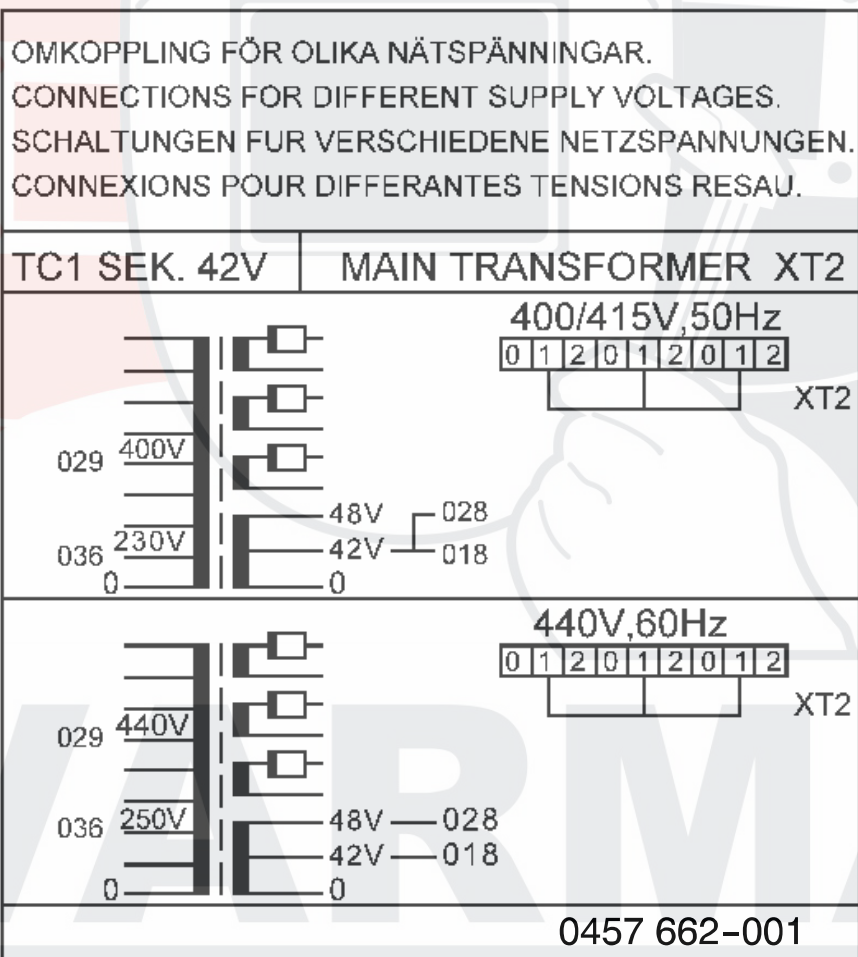 OMKOPPLING FÖR OLIKA NÄTSPÄNNINGAR.
CONNECTIONS FOR DIFFERENT SUPPLY VOLTAGES.
SCHALTUNGEN FUR VERSCHIEDENE NETZSPANNUNGEN.
CONNEXIONS POUR DIFFERANTES TENSIONS RESAU.
TC1 SEK. 42V MAIN TRANSFORMER XT2
400/415V,50Hz
0 1 2 0 1 2 0 1 2
XT2
029 400V
48V 028
036 230V 42V 018
0 0
440V,60Hz
0 1 2 0 1 2 0 1 2
XT2
029 440V
036 250V 48V 028
42V 018
0 0
0457 662-001
VARMA